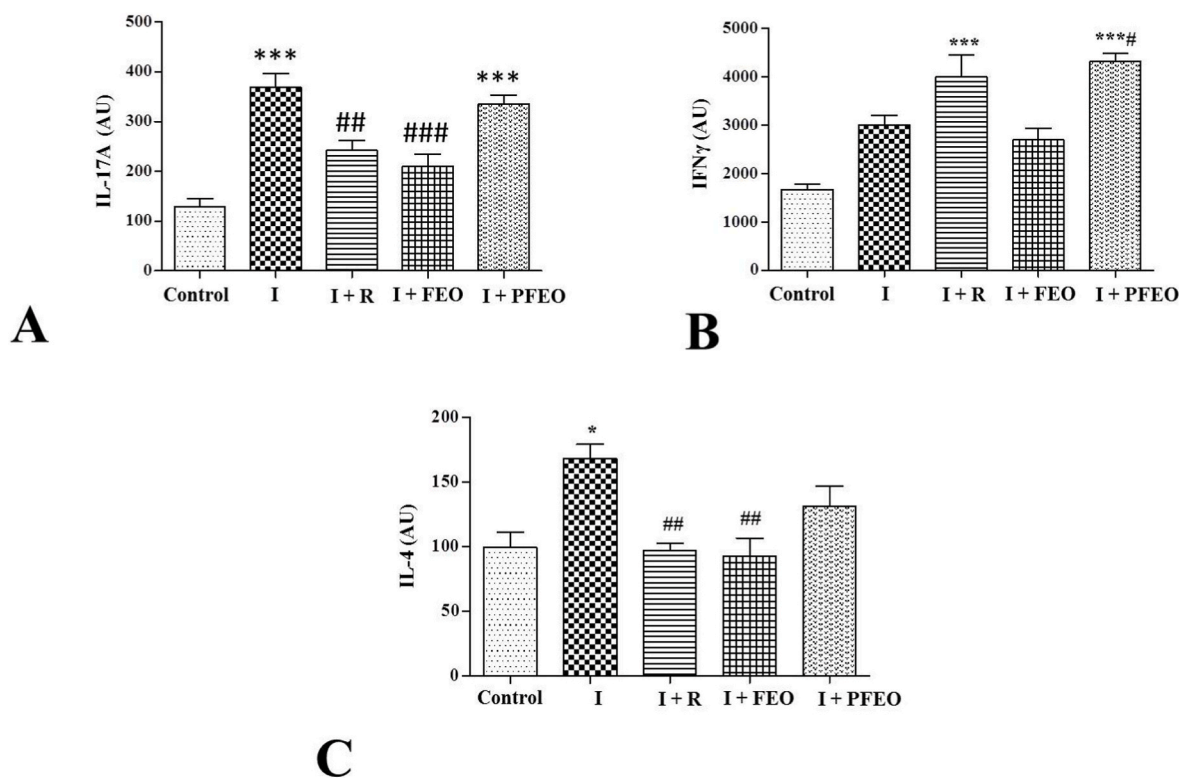 500
400
300
200
100
0
IL-17A (AU)
***
##
###
***
Control I I + R I + FEO I + PFEO
A
5000
4000
3000
2000
1000
0
IFNγ (AU)
***
***#
Control I I + R I + FEO I + PFEO
B
200
150
100
50
0
IL-4 (AU)
*
##
##
Control I I + R I + FEO I + PFEO
C